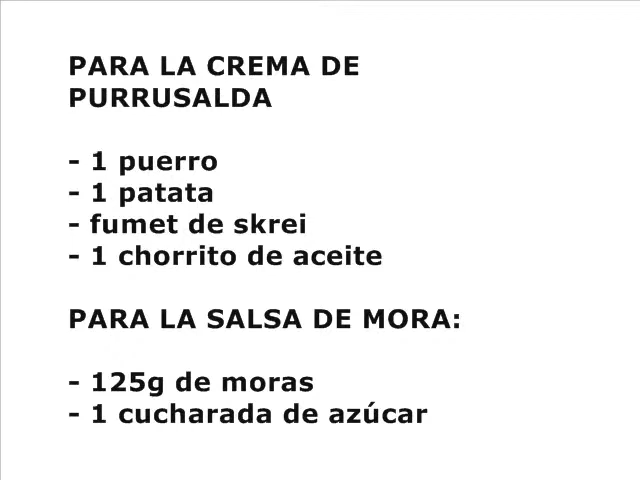 PARA LA CREMA DE
PURRUSALDA
- 1 puerro
- 1 patata
- fumet de skrei
- 1 chorrito de aceite
PARA LA SALSA DE MORA:
- 125g de moras
- 1 cucharada de azúcar